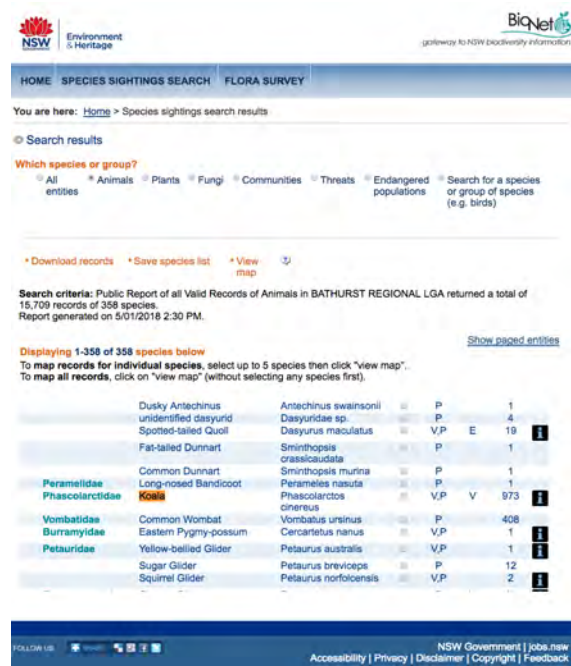 NSW
Environment
& Heritage
BioNet
gateway to NSW biodiversity information
HOME SPECIES SIGHTINGS SEARCH FLORA SURVEY
You are here: Home > Species sightings search results
Search results
Which species or group?
All entities Animals Plants Fungi Communities Threats Endangered populations Search for a species or group of species (e.g. birds)
Download records Save species list View map ?
Search criteria: Public Report of all Valid Records of Animals in BATHURST REGIONAL LGA returned a total of
15,709 records of 358 species.
Report generated on 5/01/2018 2:30 PM.
Show paged entities
Displaying 1-358 of 358 species below
To map records for individual species, select up to 5 species then click "view map".
To map all records, click on "view map" (without selecting any species first).
Dusky Antechinus Antechinus swainsonii P 1
unidentified dasyurid Dasyuridae sp. P 4
Spotted-tailed Quoll Dasyurus maculatus V,P E 19 i
Fat-tailed Dunnart Sminthopsis crassicaudata P 1
Common Dunnart Sminthopsis murina P 1
Peramelidae Long-nosed Bandicoot Perameles nasuta P 1
Phascolarctidae Koala Phascolarctos cinereus V,P V 973 i
Vombatidae Common Wombat Vombatus ursinus P 408
Burramyidae Eastern Pygmy-possum Cercartetus nanus V,P 1 i
Petauridae Yellow-bellied Glider Petaurus australis V,P 1 i
Sugar Glider Petaurus breviceps P 12
Squirrel Glider Petaurus norfolcensis V,P 2 i
FOLLOW US
NSW Government | jobs.nsw
Accessibility | Privacy | Disclaimer | Copyright | Feedback